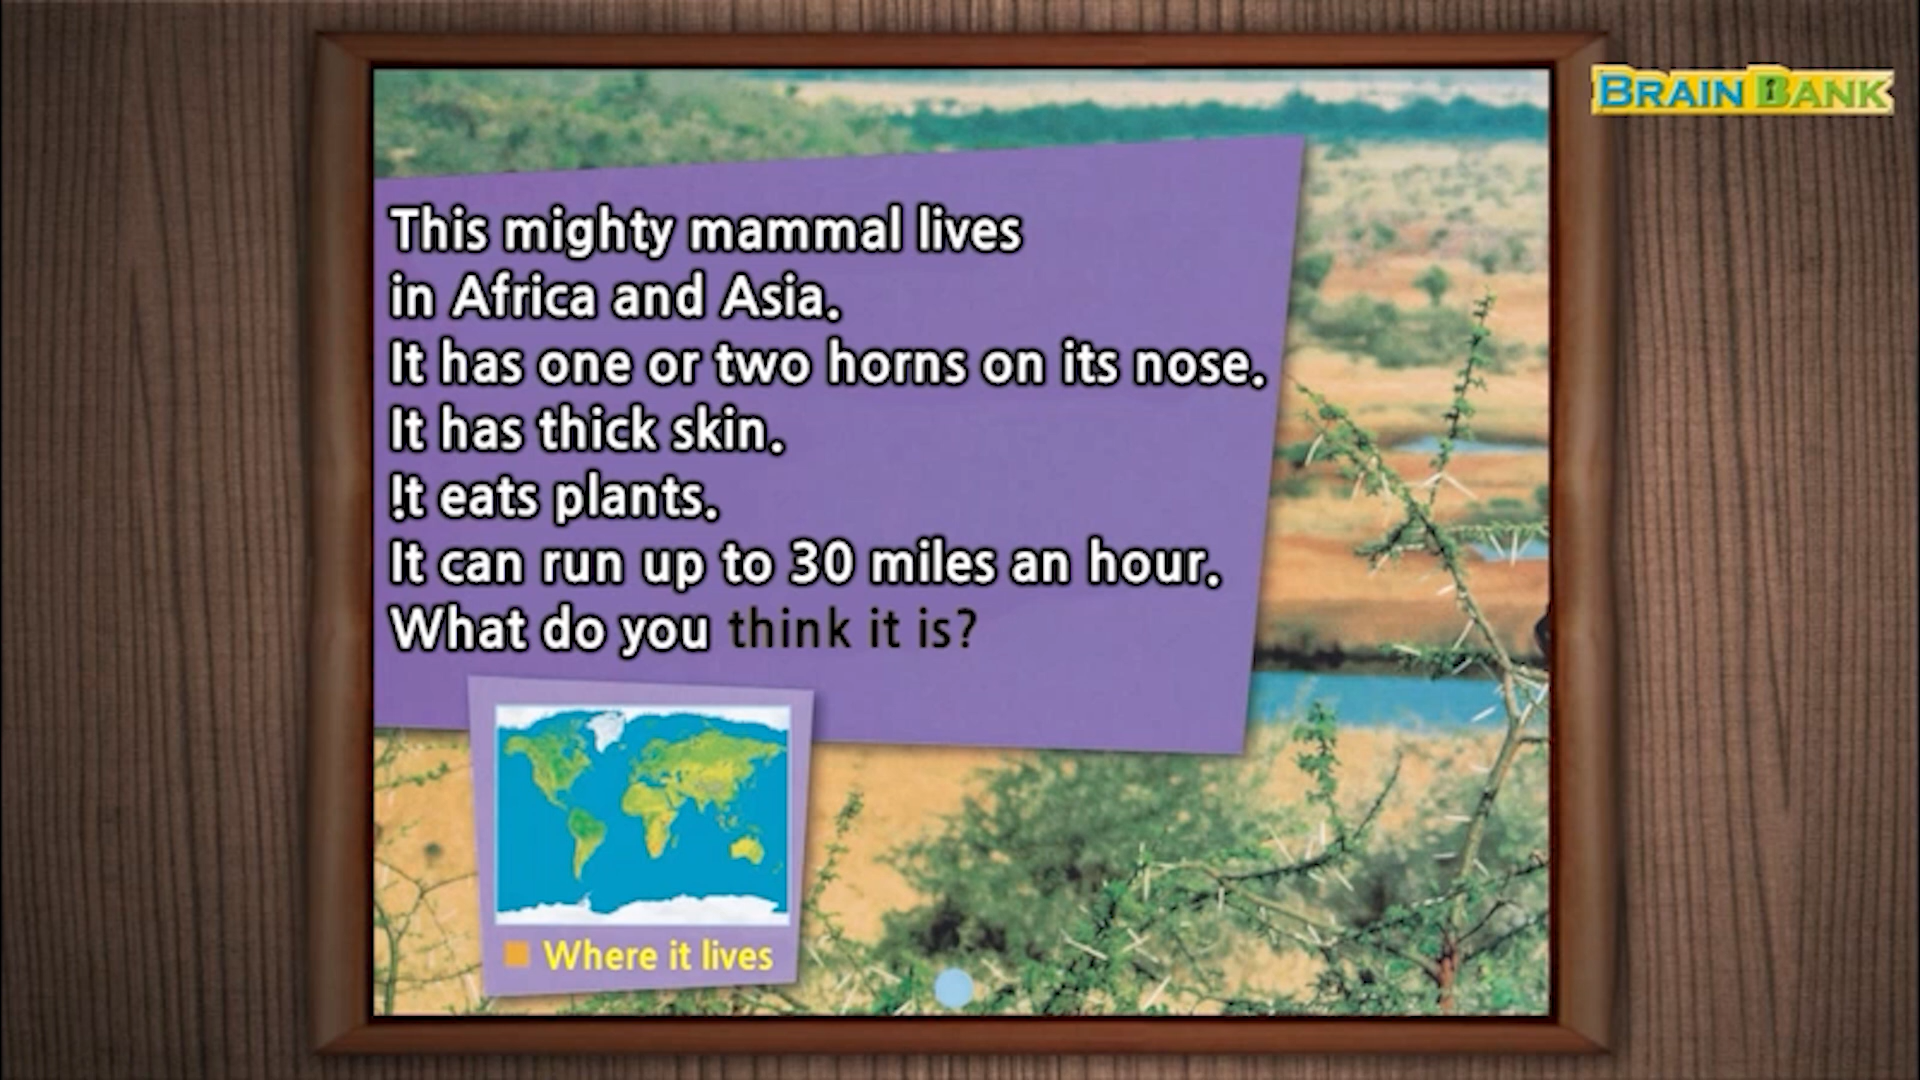 BRAIN BANK
This mighty mammal lives
in Africa and Asia.
It has one or two horns on its nose.
It has thick skin.
It eats plants.
It can run up to 30 miles an hour.
What do you think it is?
Where it lives